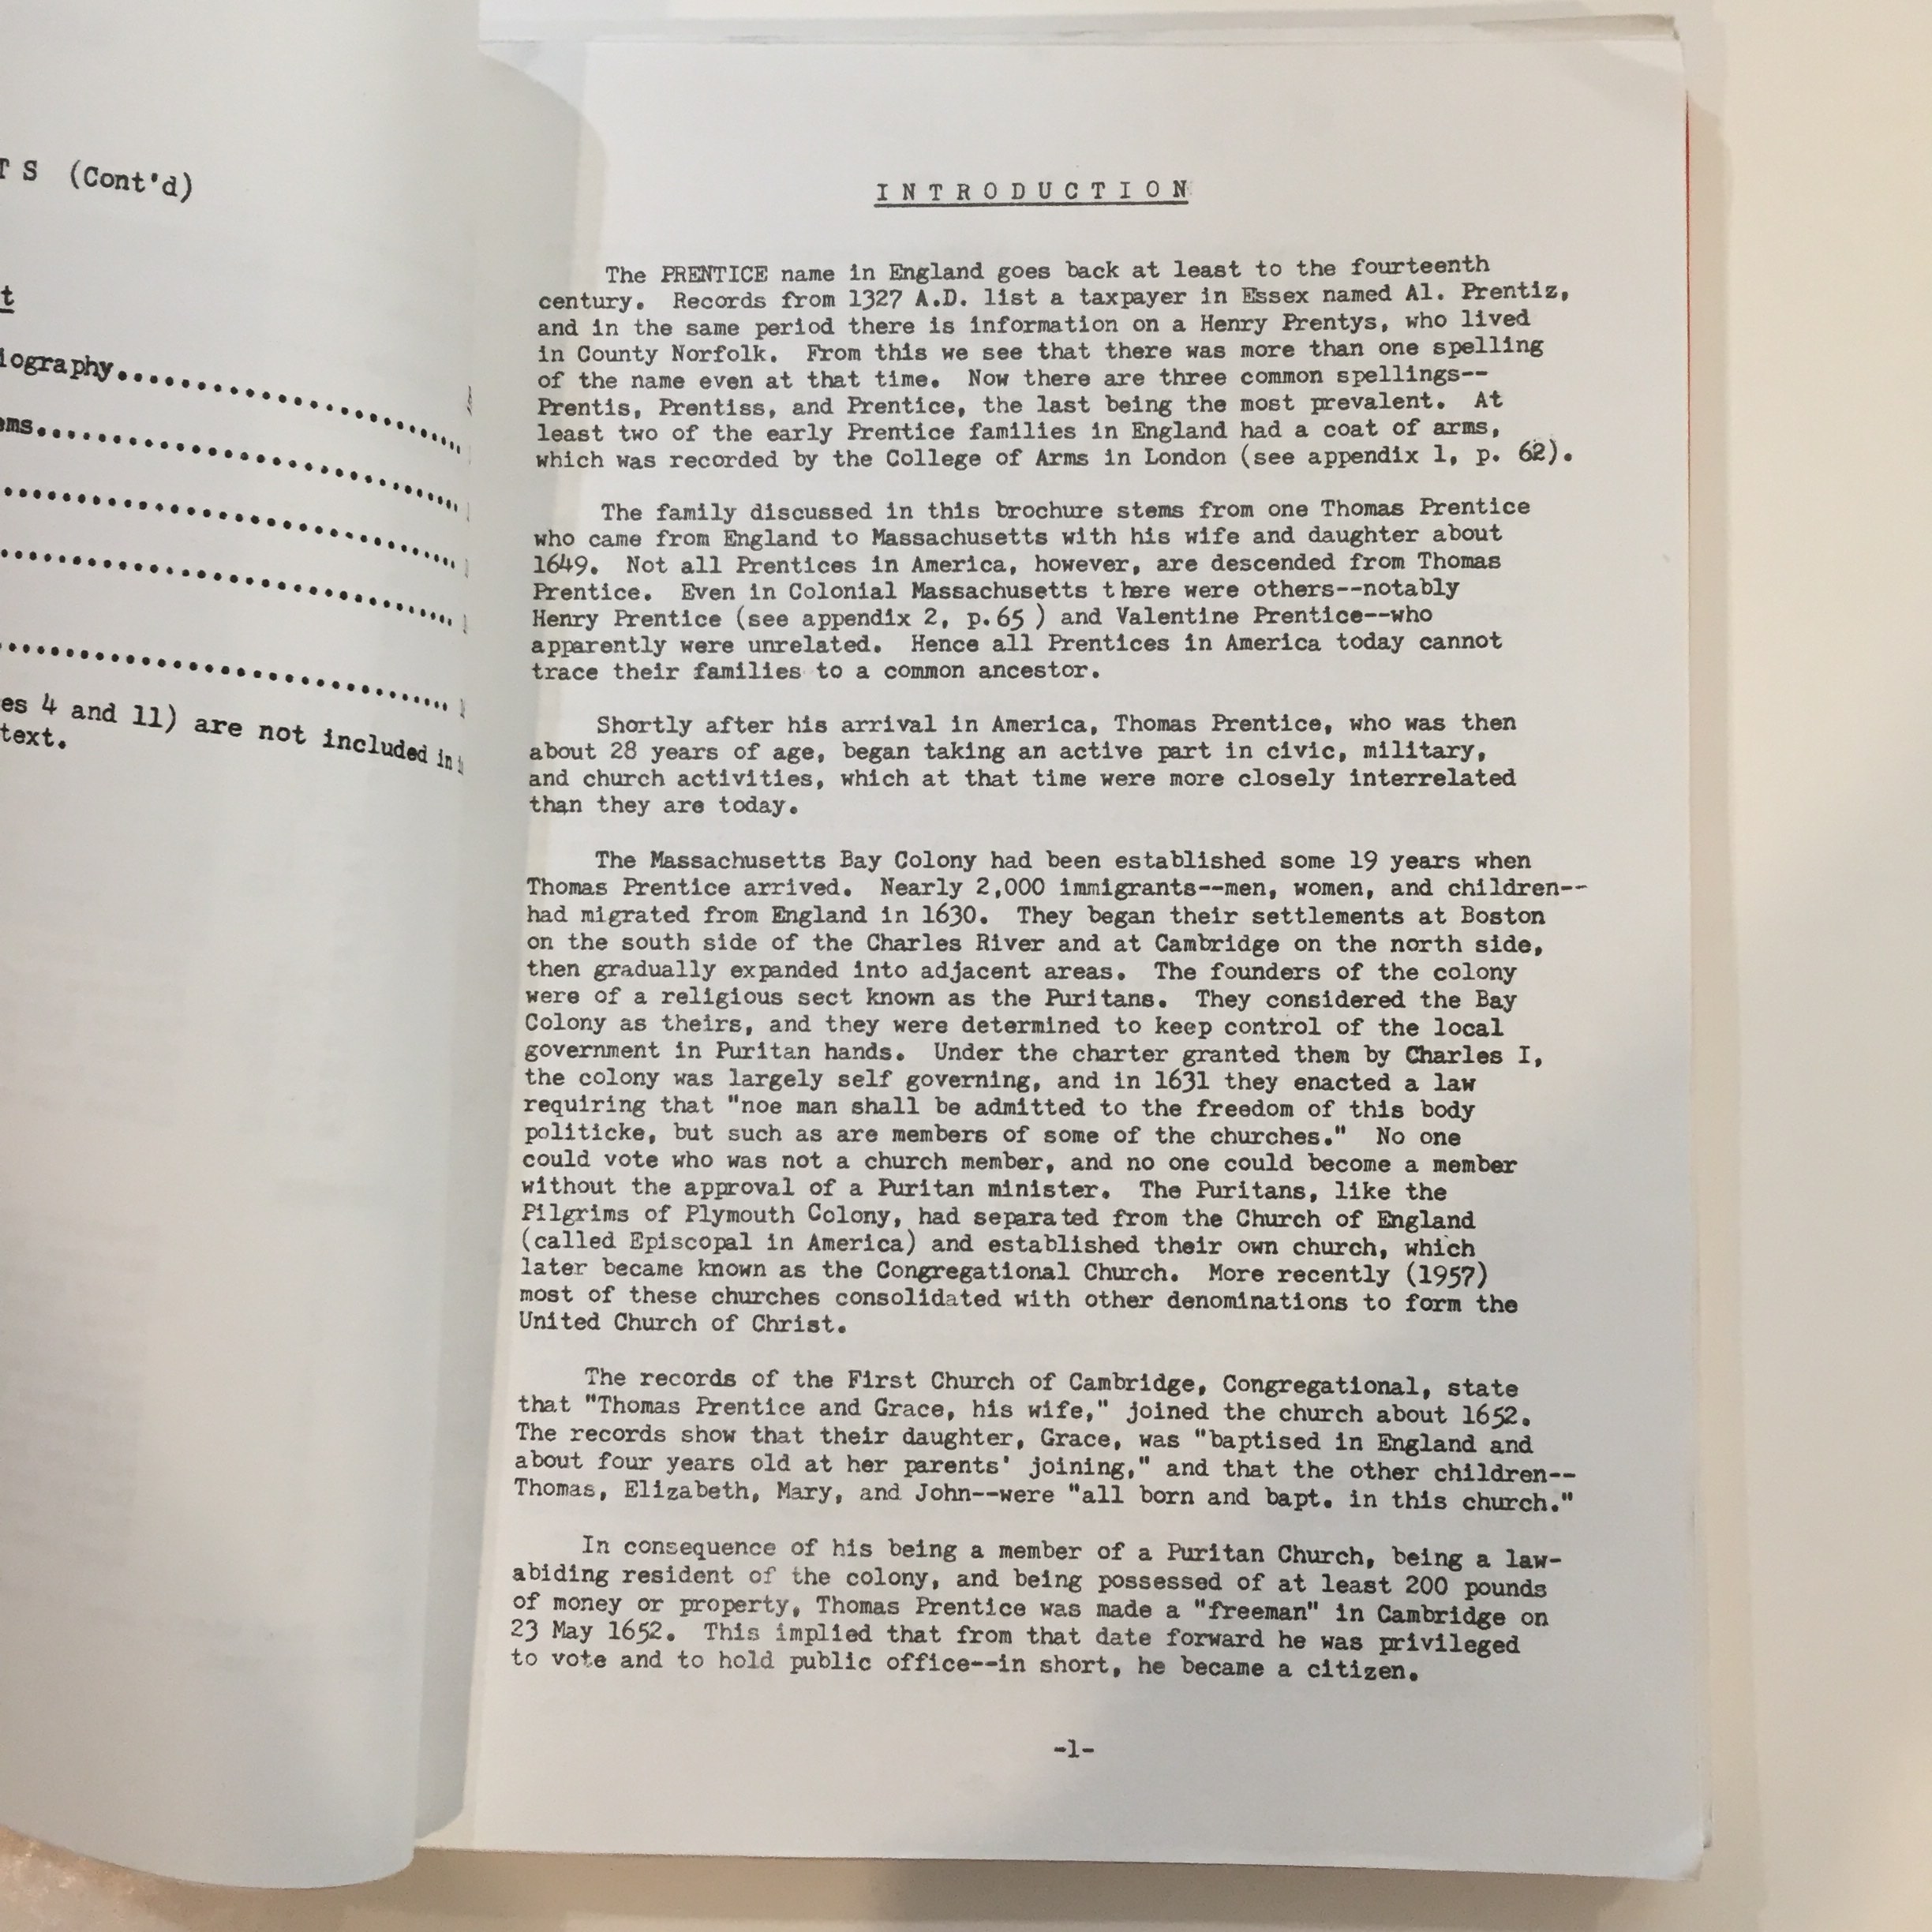 T S (Cont'd)
t
iography
ems
es 4 and 11) are not included in
text.
INTRODUCTION
The PRENTICE name in England goes back at least to the fourteenth
century. Records from 1327 A.D. list a taxpayer in Essex named Al. Prentiz,
and in the same period there is information on a Henry Prentys, who lived
in County Norfolk. From this we see that there was more than one spelling
of the name even at that time. Now there are three common spellings--
Prentis, Prentiss, and Prentice, the last being the most prevalent. At
least two of the early Prentice families in England had a coat of arms,
which was recorded by the College of Arms in London (see appendix 1, p. 62).
The family discussed in this brochure stems from one Thomas Prentice
who came from England to Massachusetts with his wife and daughter about
1649. Not all Prentices in America, however, are descended from Thomas
Prentice. Even in Colonial Massachusetts there were others--notably
Henry Prentice (see appendix 2, p. 65 ) and Valentine Prentice--who
apparently were unrelated. Hence all Prentices in America today cannot
trace their families to a common ancestor.
Shortly after his arrival in America, Thomas Prentice, who was then
about 28 years of age, began taking an active part in civic, military,
and church activities, which at that time were more closely interrelated
than they are today.
The Massachusetts Bay Colony had been established some 19 years when
Thomas Prentice arrived. Nearly 2,000 immigrants--men, women, and children--
had migrated from England in 1630. They began their settlements at Boston
on the south side of the Charles River and at Cambridge on the north side,
then gradually expanded into adjacent areas. The founders of the colony
were of a religious sect known as the Puritans. They considered the Bay
Colony as theirs, and they were determined to keep control of the local
government in Puritan hands. Under the charter granted them by Charles I,
the colony was largely self governing, and in 1631 they enacted a law
requiring that "noe man shall be admitted to the freedom of this body
politicke, but such as are members of some of the churches." No one
could vote who was not a church member, and no one could become a member
without the approval of a Puritan minister. The Puritans, like the
Pilgrims of Plymouth Colony, had separated from the Church of England
(called Episcopal in America) and established their own church, which
later became known as the Congregational Church. More recently (1957)
most of these churches consolidated with other denominations to form the
United Church of Christ.
The records of the First Church of Cambridge, Congregational, state
that "Thomas Prentice and Grace, his wife," joined the church about 1652.
The records show that their daughter, Grace, was "baptised in England and
about four years old at her parents' joining," and that the other children--
Thomas, Elizabeth, Mary, and John--were "all born and bapt. in this church."
In consequence of his being a member of a Puritan Church, being a law-
abiding resident of the colony, and being possessed of at least 200 pounds
of money or property, Thomas Prentice was made a "freeman" in Cambridge on
23 May 1652. This implied that from that date forward he was privileged
to vote and to hold public office--in short, he became a citizen.
-1-